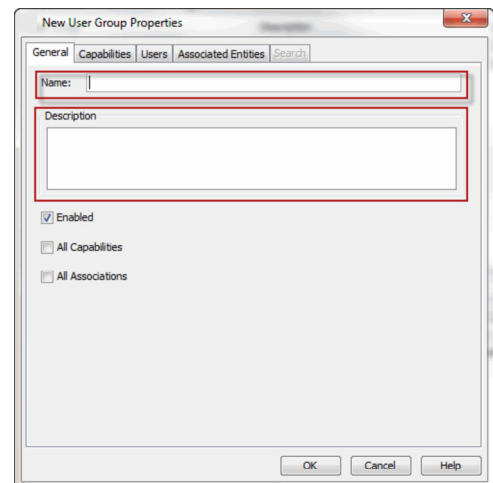 New User Group Properties
General Capabilities Users Associated Entities Search
Name:
Description
Enabled
All Capabilities
All Associations
OK Cancel Help